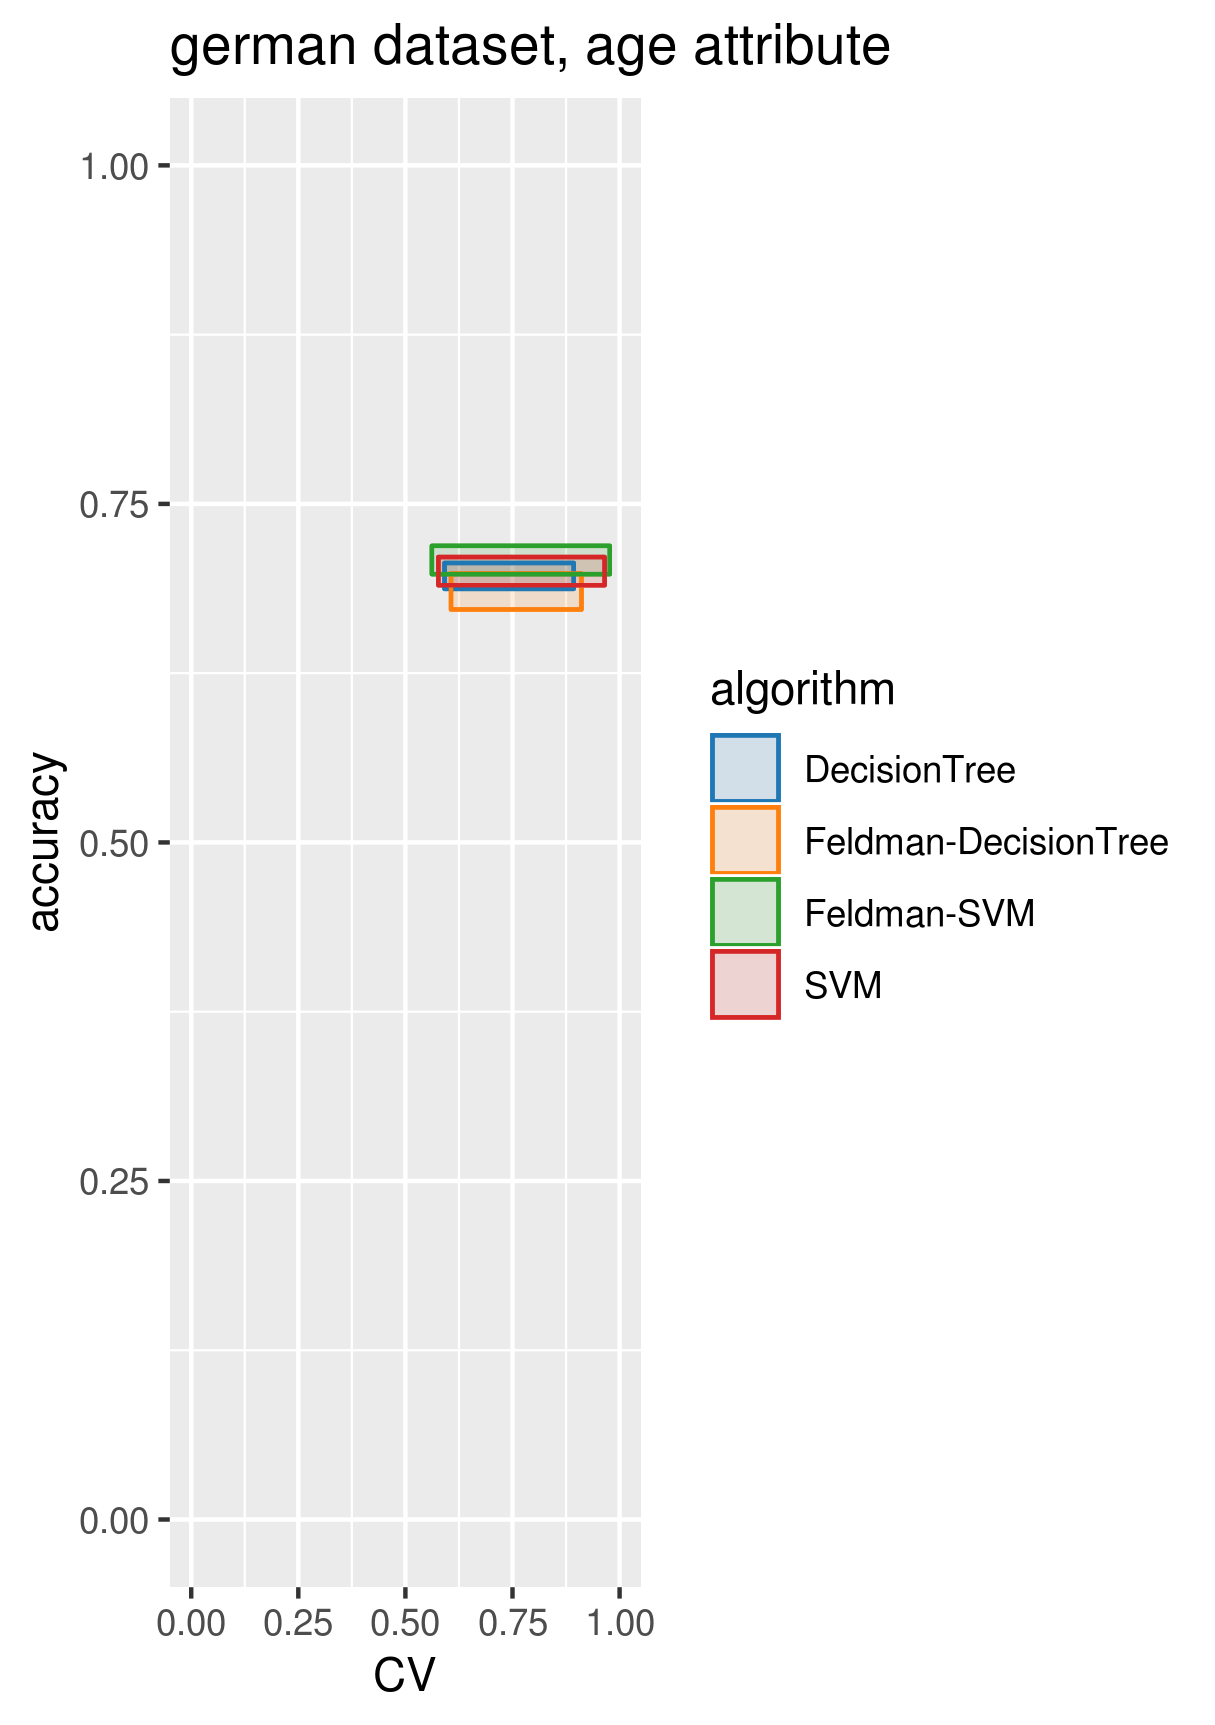 german dataset, age attribute
1.00
0.75
0.50
0.25
0.00
accuracy
0.00 0.25 0.50 0.75 1.00
CV
algorithm
DecisionTree
Feldman-DecisionTree
Feldman-SVM
SVM